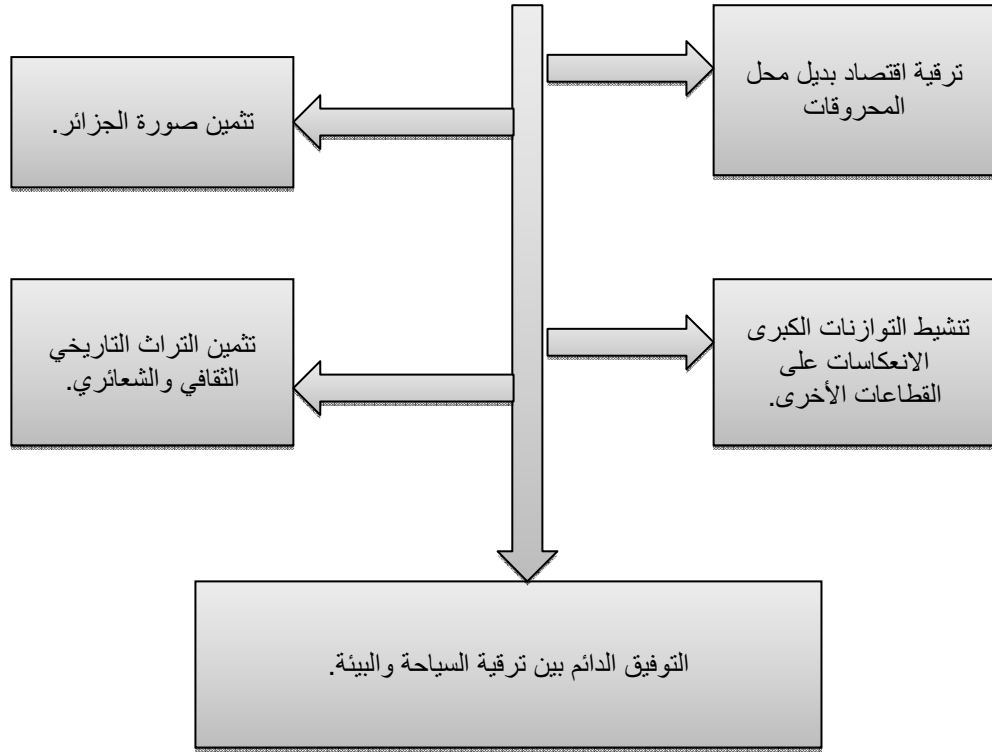 ترقية اقتصاد بديل محل
المحروقات
تثمين صورة الجزائر.
تنشيط التوازنات الكبرى
الانعكاسات على
القطاعات الأخرى.
تثمين التراث التاريخي
الثقافي والشعائري.
التوفيق الدائم بين ترقية السياحة والبيئة.